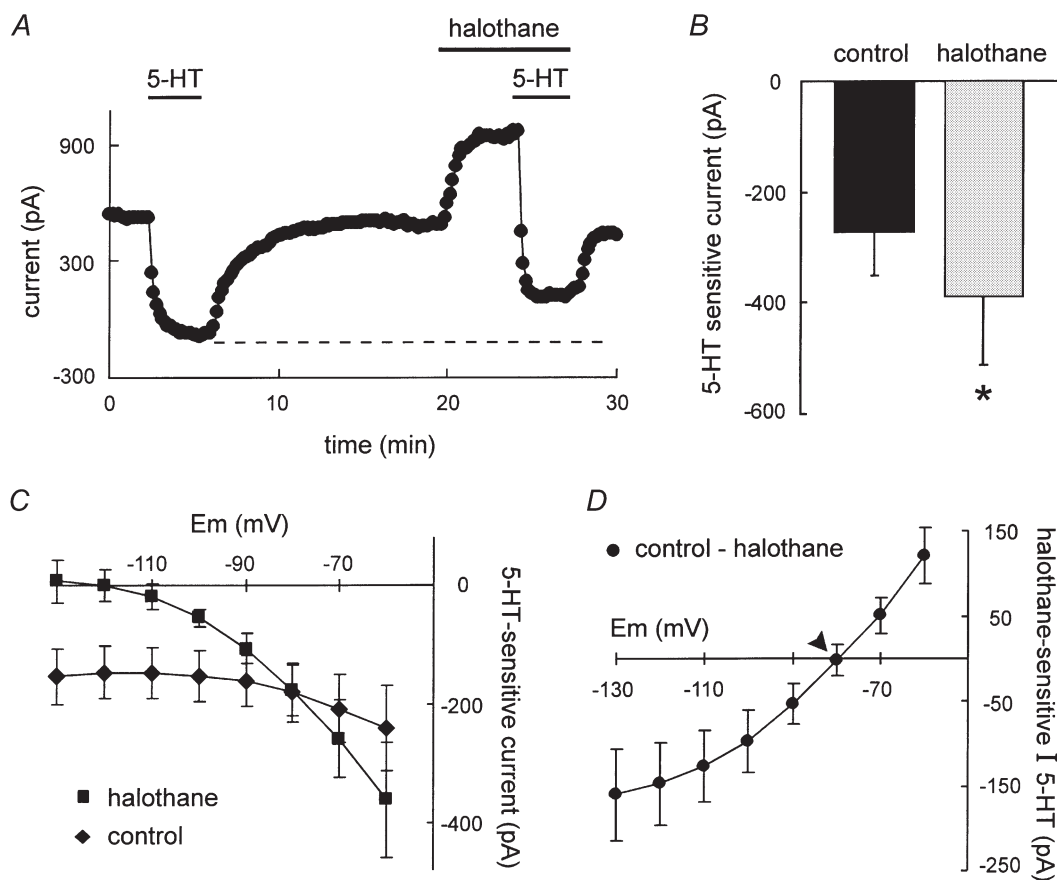 A
halothane
5-HT
5-HT
900
300
-300
current (pA)
0
10
20
30
time (min)
B
control
halothane
0
-200
-400
-600
5-HT sensitive current (pA)
*
C
Em (mV)
-110
-90
-70
0
-200
-400
5-HT-sensitive current (pA)
halothane
control
D
control - halothane
Em (mV)
-130
-110
-70
150
50
-50
-150
-250
halothane-sensitive I 5-HT (pA)